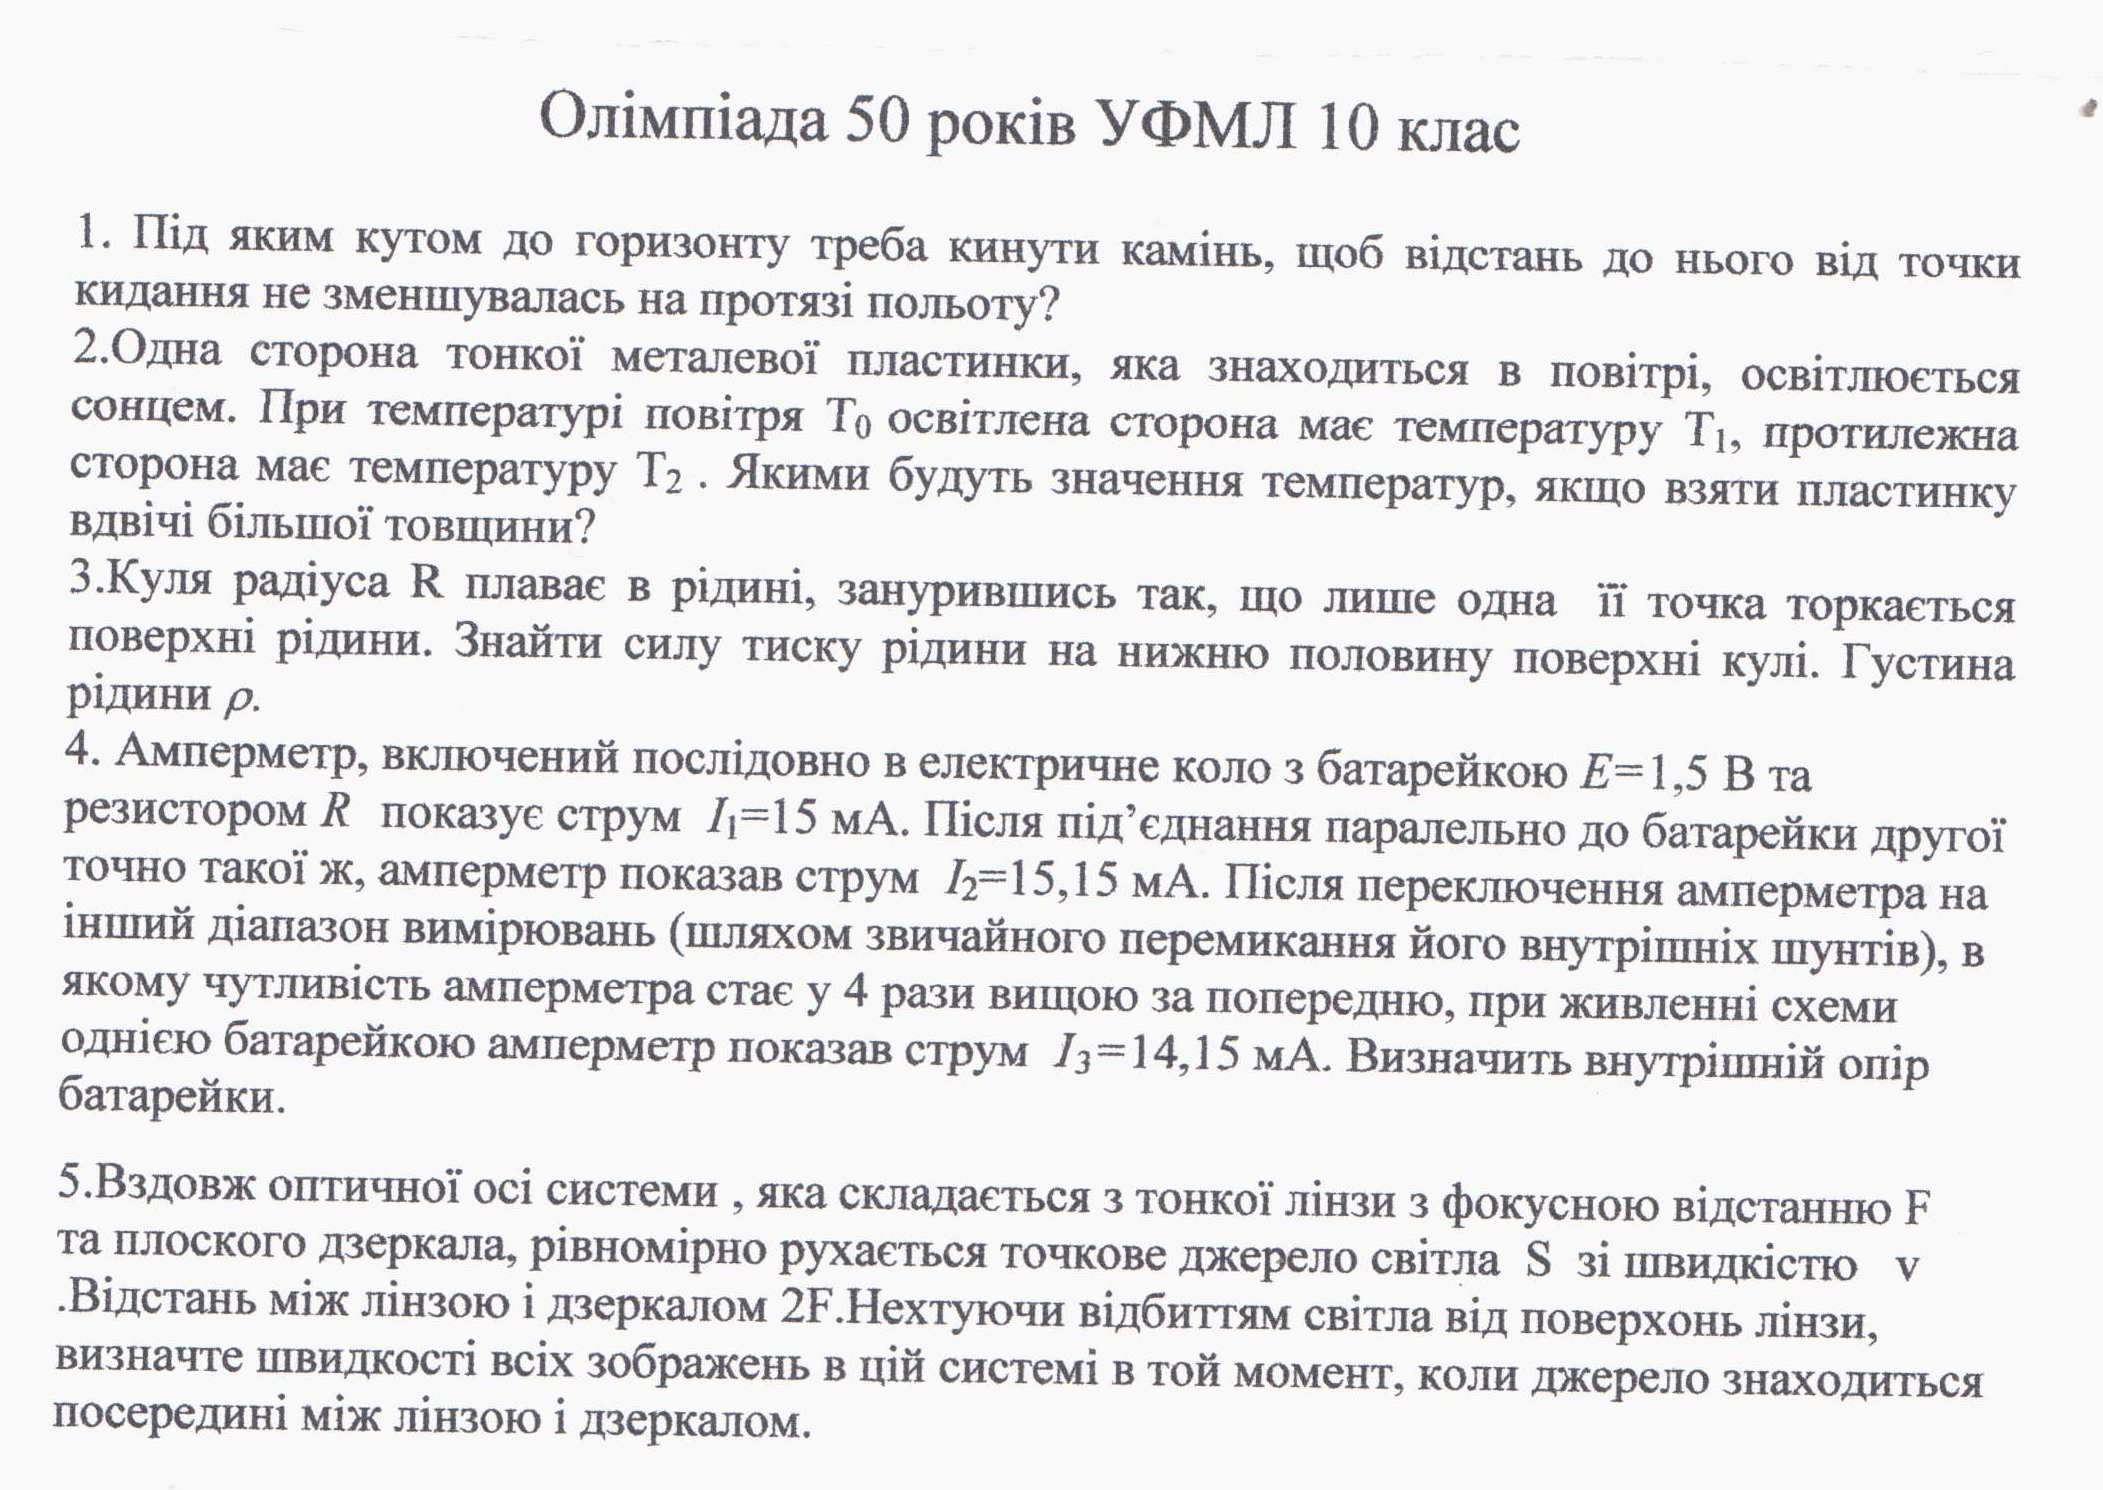 Олімпіада 50 років УФМЛ 10 клас
1. Під яким кутом до горизонту треба кинути камінь, щоб відстань до нього від точки
кидання не зменшувалась на протязі польоту?
2.Одна сторона тонкої металевої пластинки, яка знаходиться в повітрі, освітлюється
сонцем. При температурі повітря T₀ освітлена сторона має температуру T₁, протилежна
сторона має температуру T₂ . Якими будуть значення температур, якщо взяти пластинку
вдвічі більшої товщини?
3.Куля радіуса R плаває в рідині, занурившись так, що лише одна її точка торкається
поверхні рідини. Знайти силу тиску рідини на нижню половину поверхні кулі. Густина
рідини ρ.
4. Амперметр, включений послідовно в електричне коло з батарейкою E=1,5 В та
резистором R показує струм I₁=15 мА. Після під’єднання паралельно до батарейки другої
точно такої ж, амперметр показав струм I₂=15,15 мА. Після переключення амперметра на
інший діапазон вимірювань (шляхом звичайного перемикання його внутрішніх шунтів), в
якому чутливість амперметра стає у 4 рази вищою за попередню, при живленні схеми
однією батарейкою амперметр показав струм I₃=14,15 мА. Визначить внутрішній опір
батарейки.
5.Вздовж оптичної осі системи , яка складається з тонкої лінзи з фокусною відстанню F
та плоского дзеркала, рівномірно рухається точкове джерело світла S зі швидкістю v
.Відстань між лінзою і дзеркалом 2F.Нехтуючи відбиттям світла від поверхонь лінзи,
визначте швидкості всіх зображень в цій системі в той момент, коли джерело знаходиться
посередині між лінзою і дзеркалом.